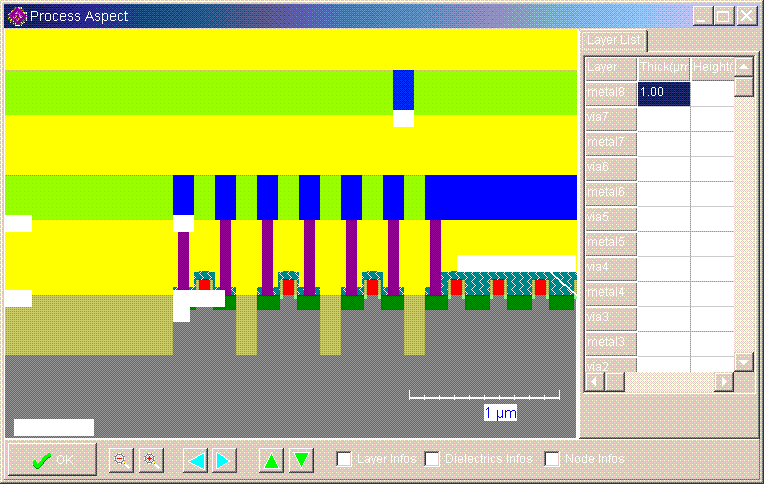 Process Aspect
Layer List
Layer Thick(µm Height(
metal8 1.00
via7
metal7
via6
metal6
via5
metal5
via4
metal4
via3
metal3
via2
1 µm
OK
Layer Infos
Dielectrics Infos
Node Infos